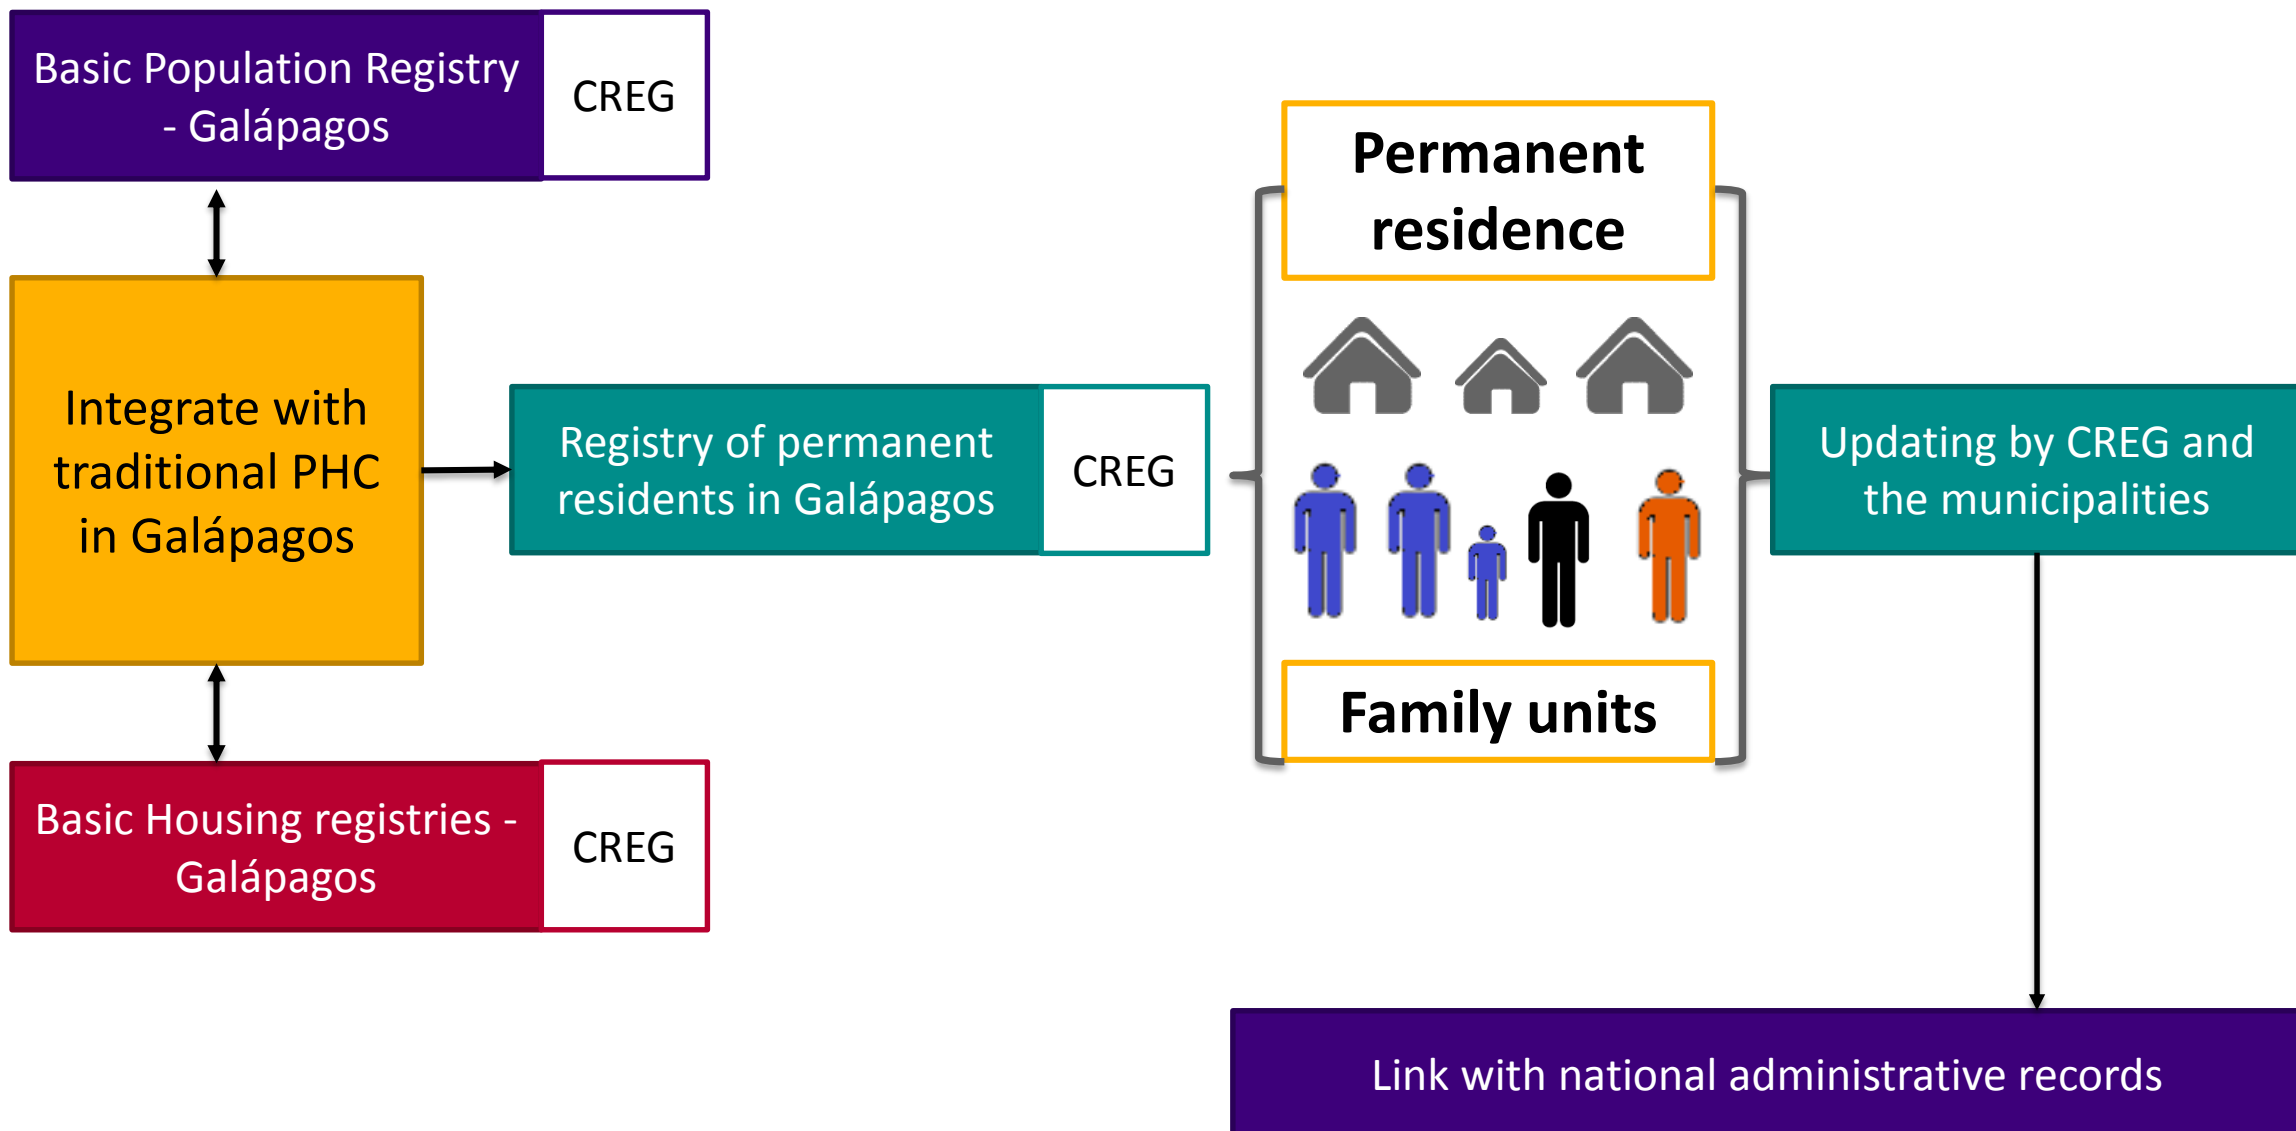 Basic Population Registry
- Galápagos
CREG
Integrate with
traditional PHC
in Galápagos
Basic Housing registries -
Galápagos
CREG
Registry of permanent
residents in Galápagos
CREG
Permanent
residence
Family units
Updating by CREG and
the municipalities
Link with national administrative records